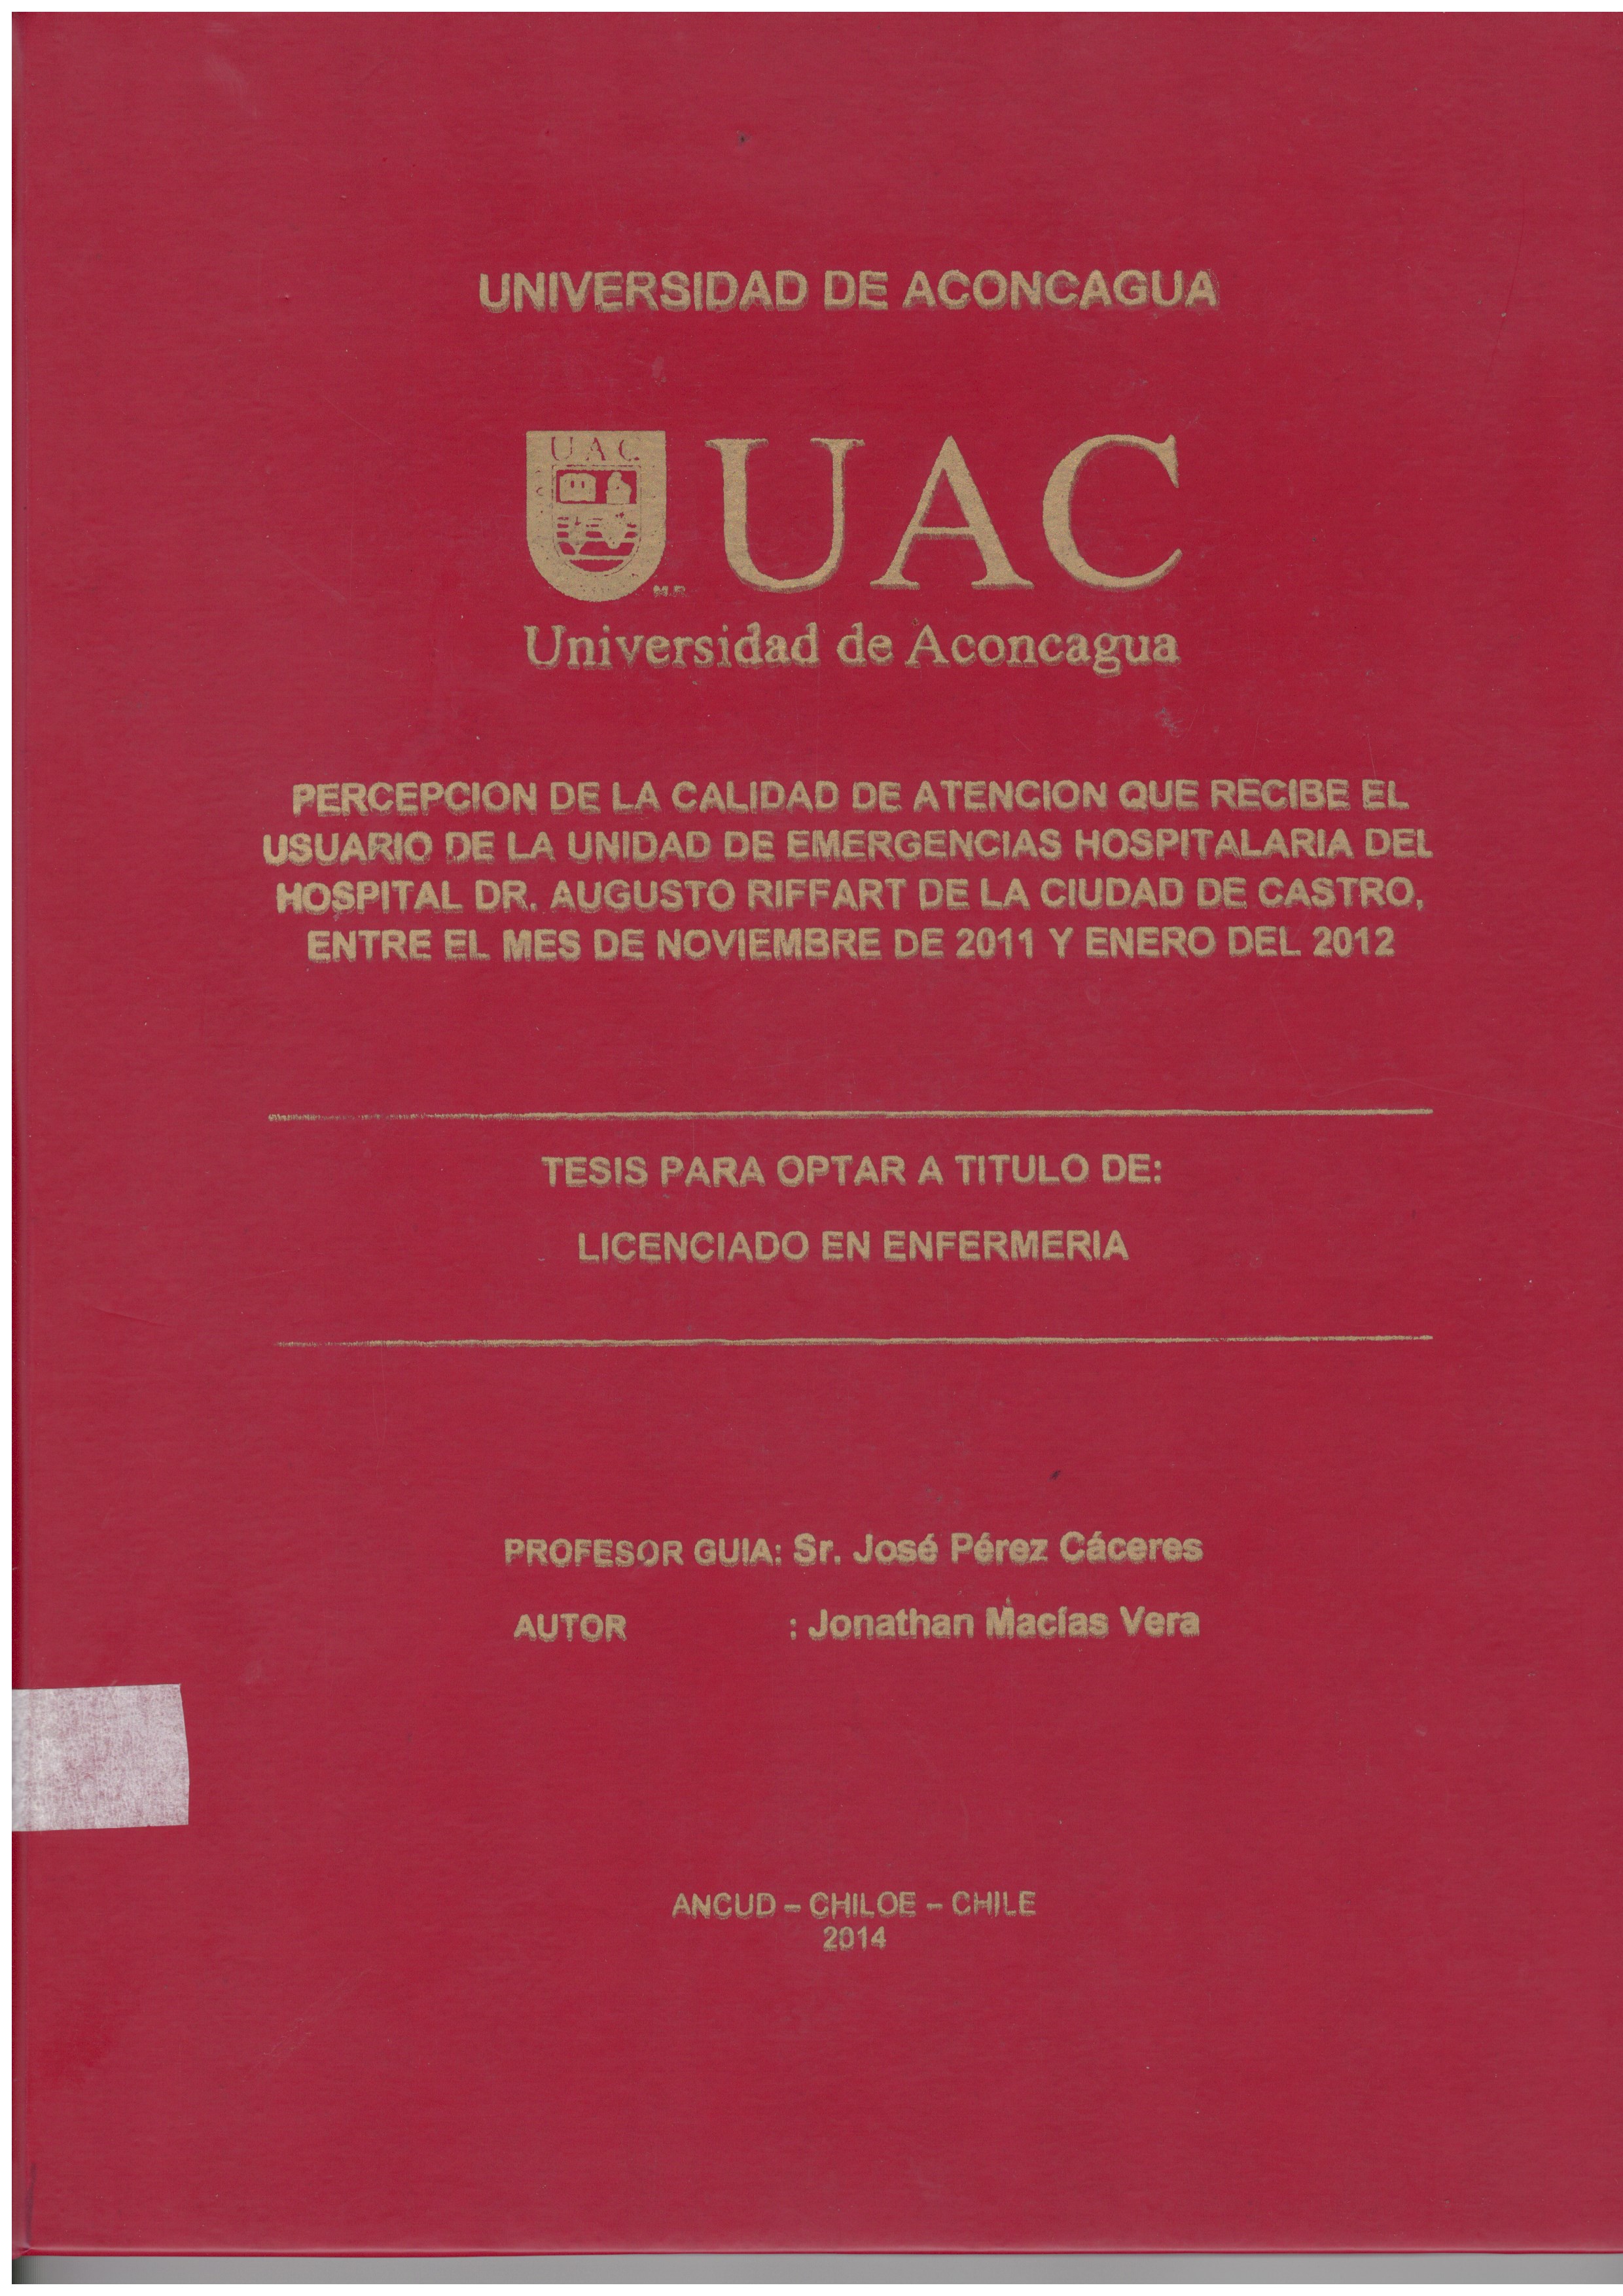 UNIVERSIDAD DE ACONCAGUA
U A C
UAC
M.R.
Universidad de Aconcagua
PERCEPCION DE LA CALIDAD DE ATENCION QUE RECIBE EL
USUARIO DE LA UNIDAD DE EMERGENCIAS HOSPITALARIA DEL
HOSPITAL DR. AUGUSTO RIFFART DE LA CIUDAD DE CASTRO,
ENTRE EL MES DE NOVIEMBRE DE 2011 Y ENERO DEL 2012
TESIS PARA OPTAR A TITULO DE:
LICENCIADO EN ENFERMERIA
PROFESOR GUIA: Sr. José Pérez Cáceres
AUTOR : Jonathan Macías Vera
ANCUD – CHILOE – CHILE
2014